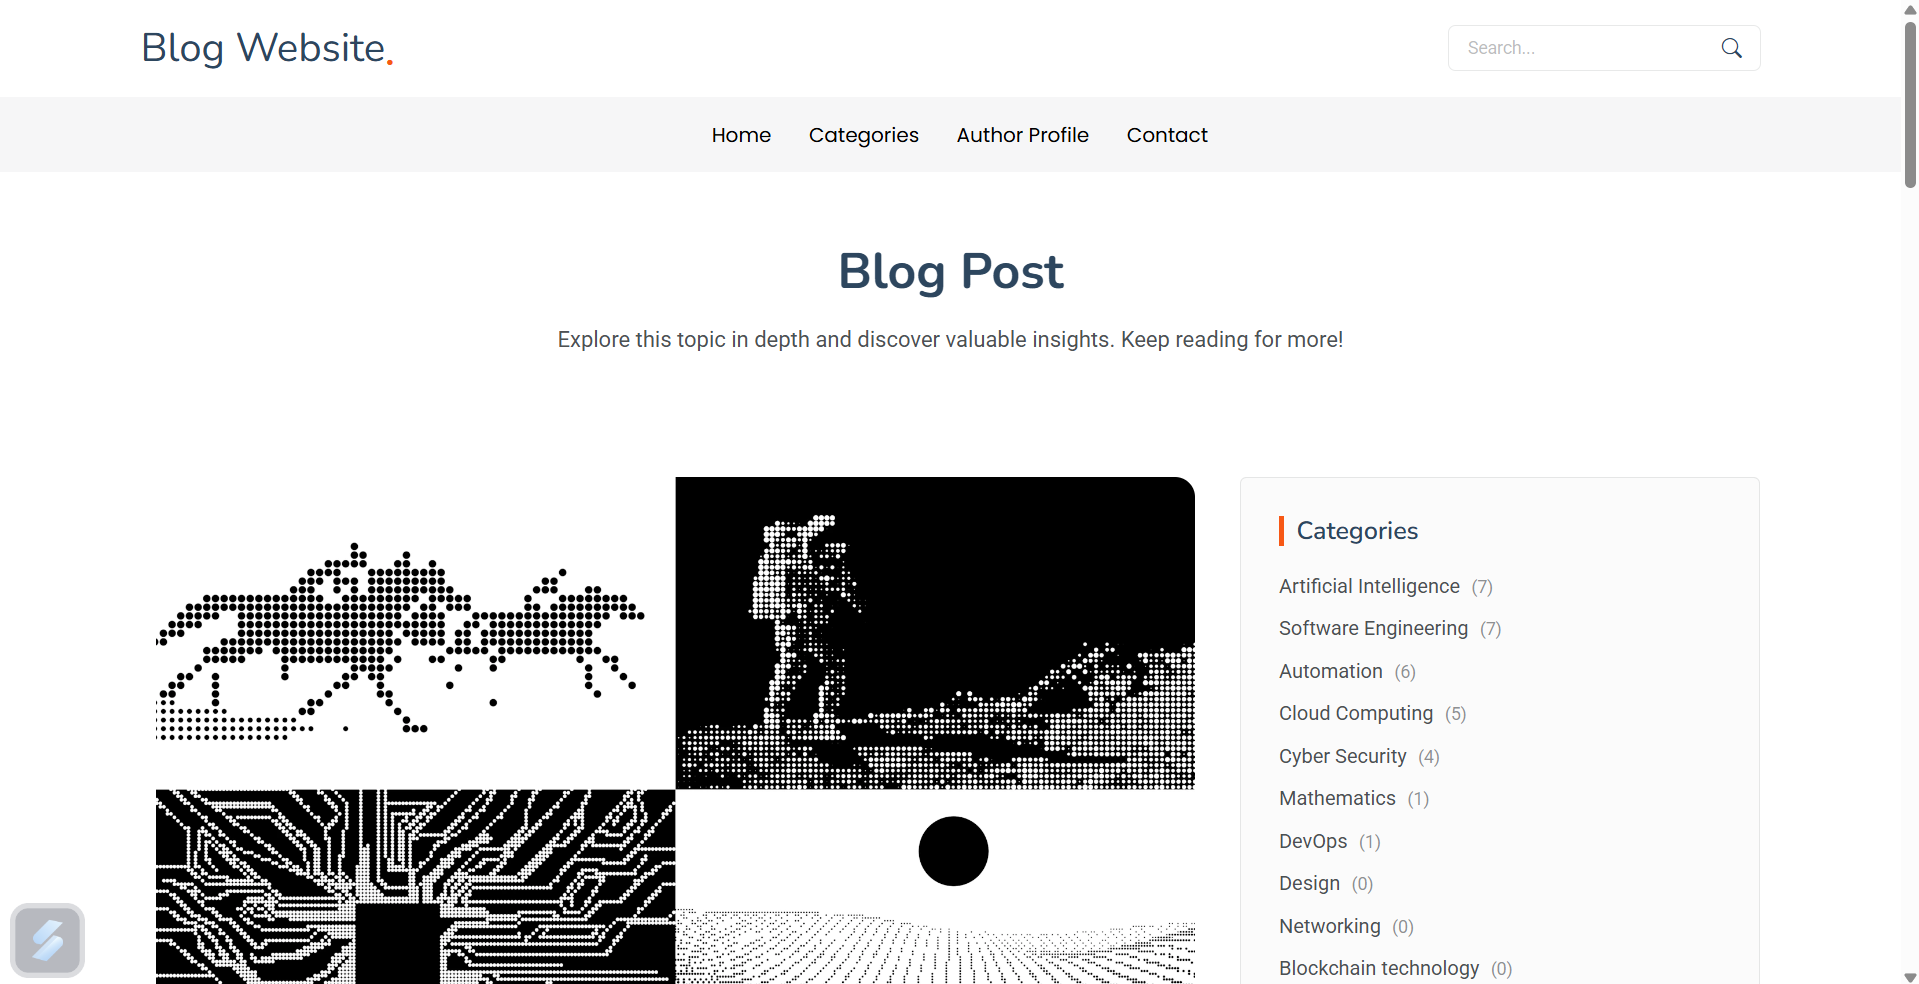 Blog Website.
Search...
Home Categories Author Profile Contact
Blog Post
Explore this topic in depth and discover valuable insights. Keep reading for more!
Categories
Artificial Intelligence (7)
Software Engineering (7)
Automation (6)
Cloud Computing (5)
Cyber Security (4)
Mathematics (1)
DevOps (1)
Design (0)
Networking (0)
Blockchain technology (0)